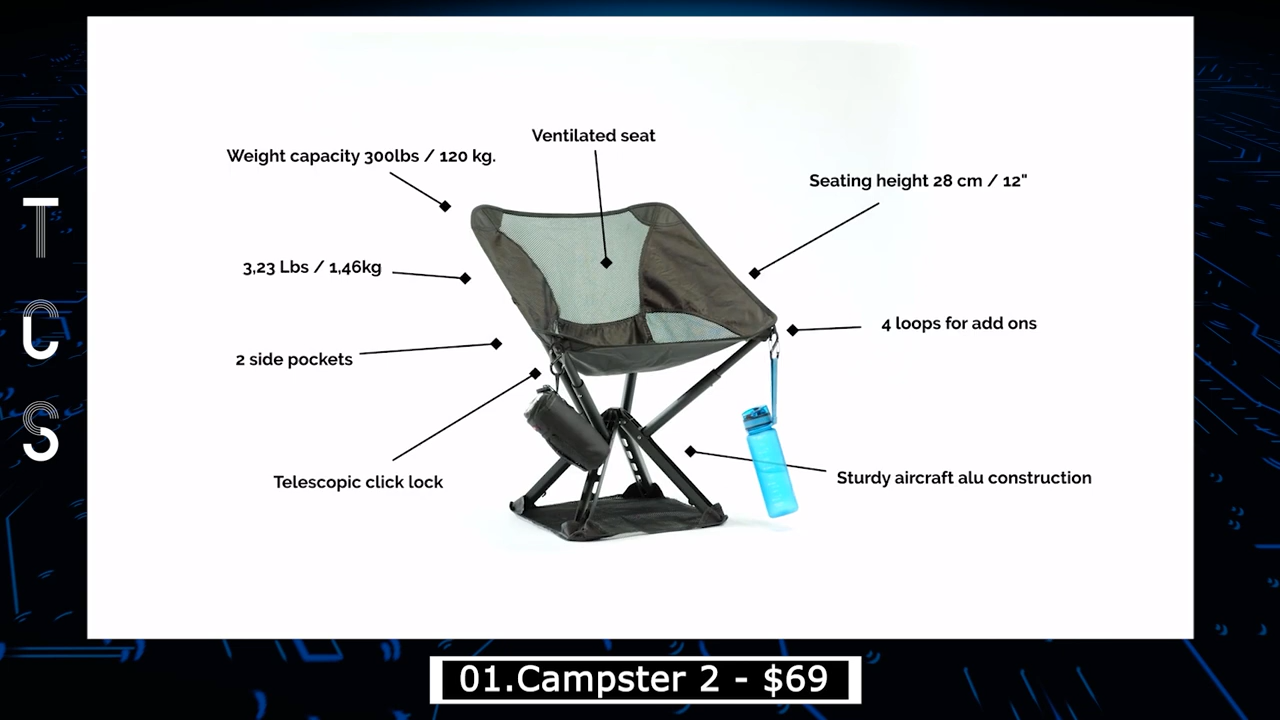 Ventilated seat
Weight capacity 300lbs / 120 kg.
Seating height 28 cm / 12"
3,23 Lbs / 1,46kg
4 loops for add ons
2 side pockets
Telescopic click lock
Sturdy aircraft alu construction
T
C
S
01.Campster 2 - $69